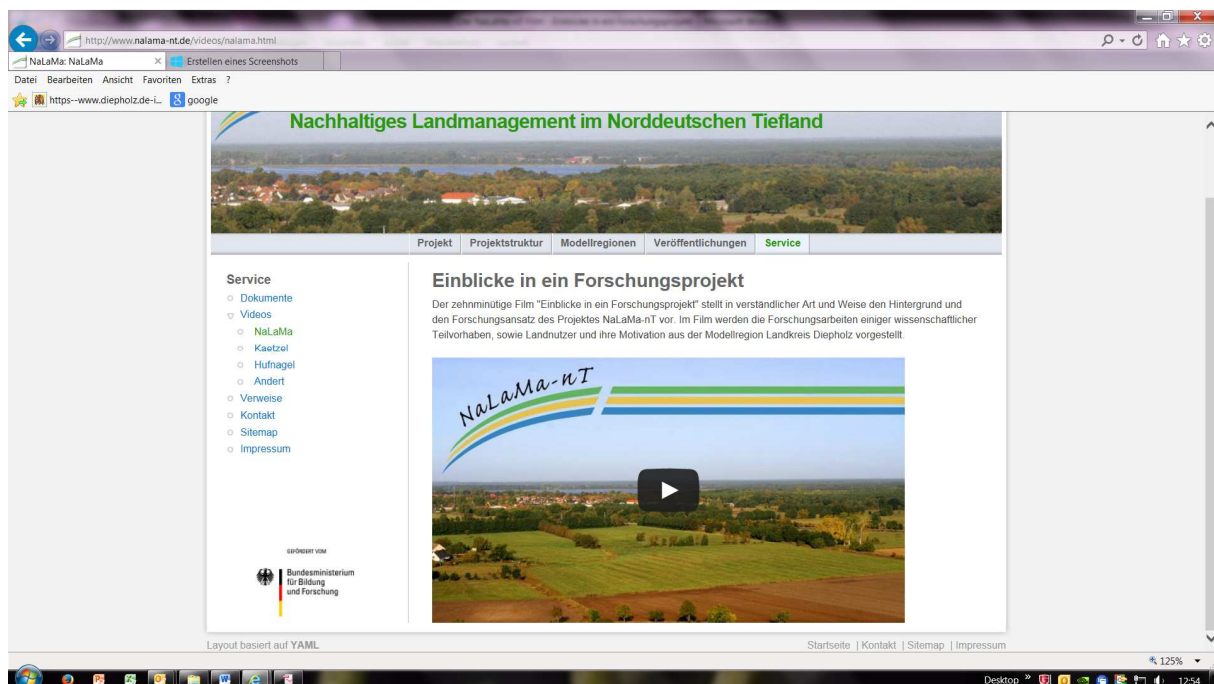 http://www.nalama-nt.de/videos/nalama.html
NaLaMa: NaLaMa
Erstellen eines Screenshots
Datei Bearbeiten Ansicht Favoriten Extras ?
https--www.diepholz.de-i...
google
Nachhaltiges Landmanagement im Norddeutschen Tiefland
Projekt Projektstruktur Modellregionen Veröffentlichungen Service
Service
Dokumente
Videos
NaLaMa
Kaetzel
Hufnagel
Andert
Verweise
Kontakt
Sitemap
Impressum
GEFÖRDERT VOM
Bundesministerium
für Bildung
und Forschung
Einblicke in ein Forschungsprojekt
Der zehnminütige Film "Einblicke in ein Forschungsprojekt" stellt in verständlicher Art und Weise den Hintergrund und
den Forschungsansatz des Projektes NaLaMa-nT vor. Im Film werden die Forschungsarbeiten einiger wissenschaftlicher
Teilvorhaben, sowie Landnutzer und ihre Motivation aus der Modellregion Landkreis Diepholz vorgestellt.
NaLaMa-nT
Layout basiert auf YAML
Startseite | Kontakt | Sitemap | Impressum
125%
Desktop » 12:54